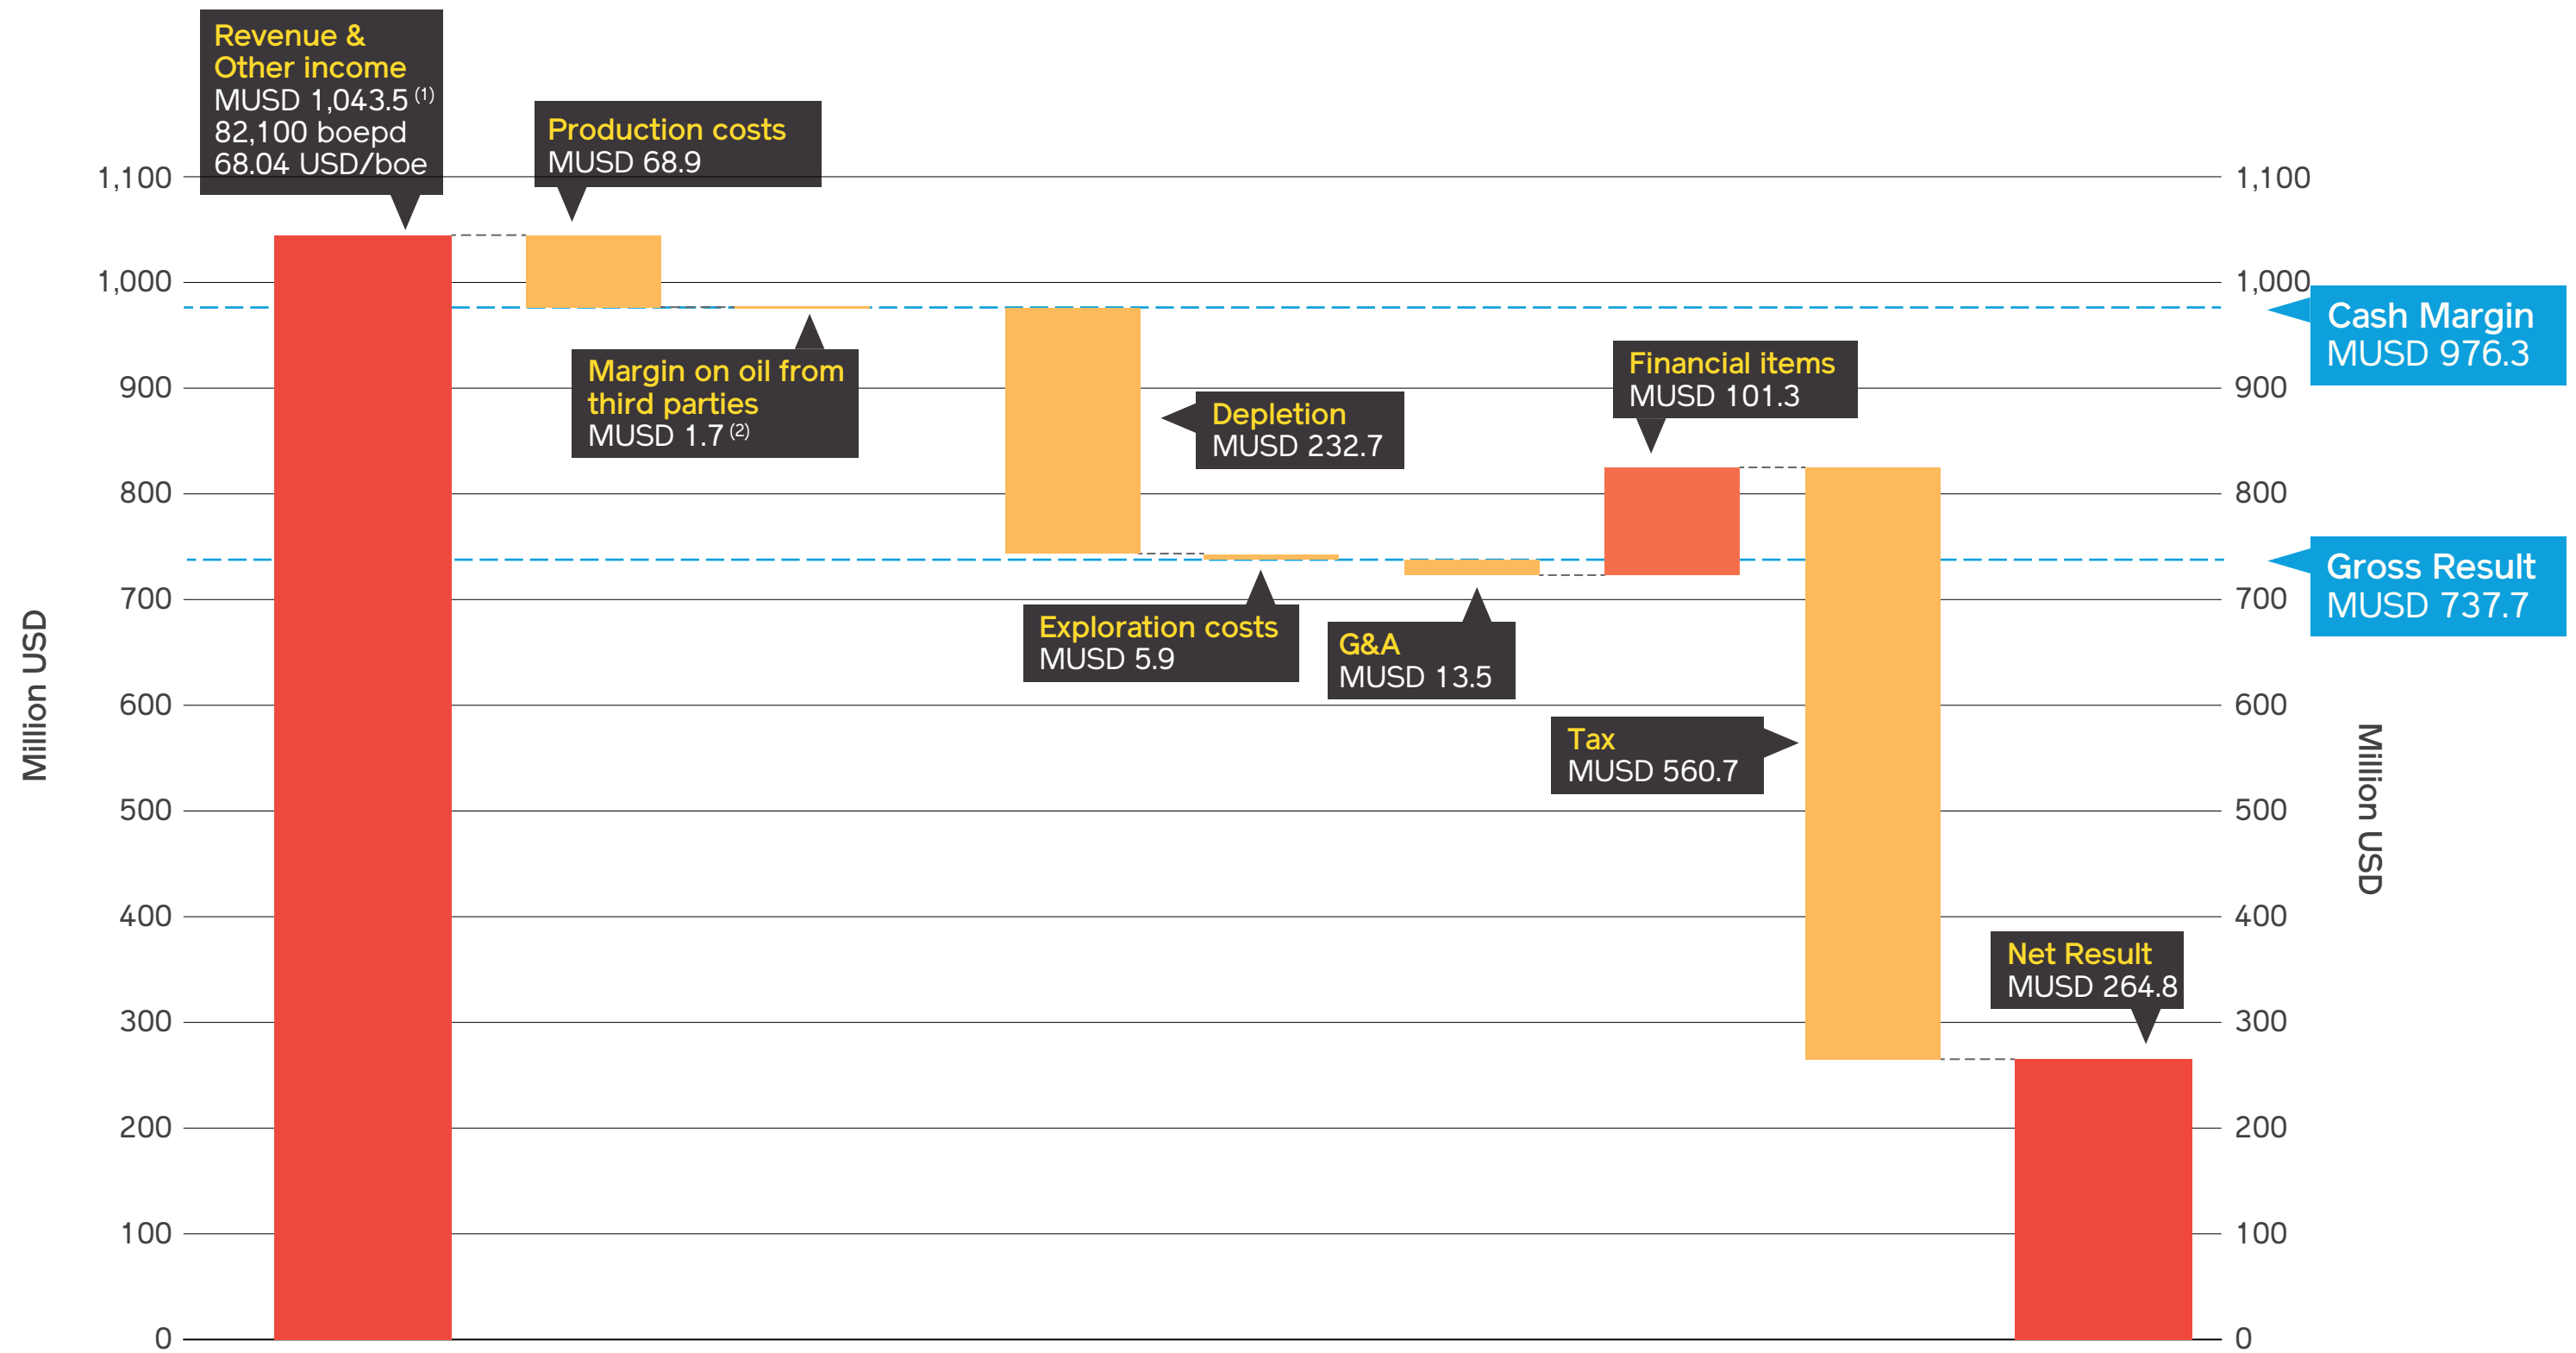 Revenue &
Other income
MUSD 1,043.5 (1)
82,100 boepd
68.04 USD/boe
Production costs
MUSD 68.9
Margin on oil from
third parties
MUSD 1.7 (2)
Depletion
MUSD 232.7
Exploration costs
MUSD 5.9
G&A
MUSD 13.5
Financial items
MUSD 101.3
Tax
MUSD 560.7
Net Result
MUSD 264.8
Cash Margin
MUSD 976.3
Gross Result
MUSD 737.7
Million USD
1,100
1,000
900
800
700
600
500
400
300
200
100
0
1,100
1,000
900
800
700
600
500
400
300
200
100
0
Million USD